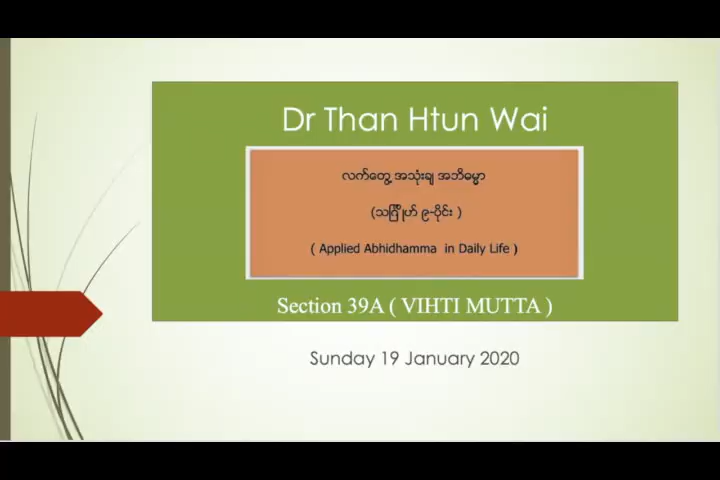 Dr Than Htun Wai
လက်တွေ့ အသုံးချ အဘိဓမ္မာ
(သင်္ဂြိုဟ် ၉-ပိုင်း )
( Applied Abhidhamma in Daily Life )
Section 39A ( VIHTI MUTTA )
Sunday 19 January 2020